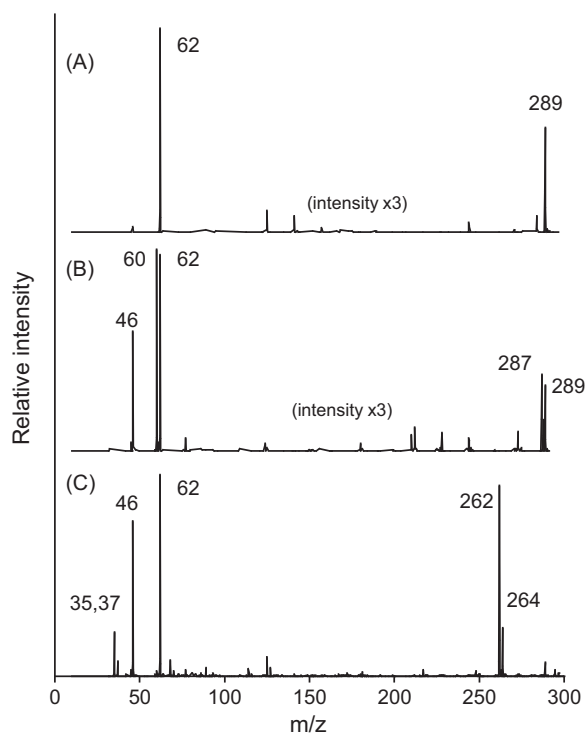 (A)
62
289
(intensity x3)
(B)
60
62
46
287
289
(intensity x3)
(C)
62
46
262
264
35,37
Relative intensity
0
50
100
150
200
250
300
m/z